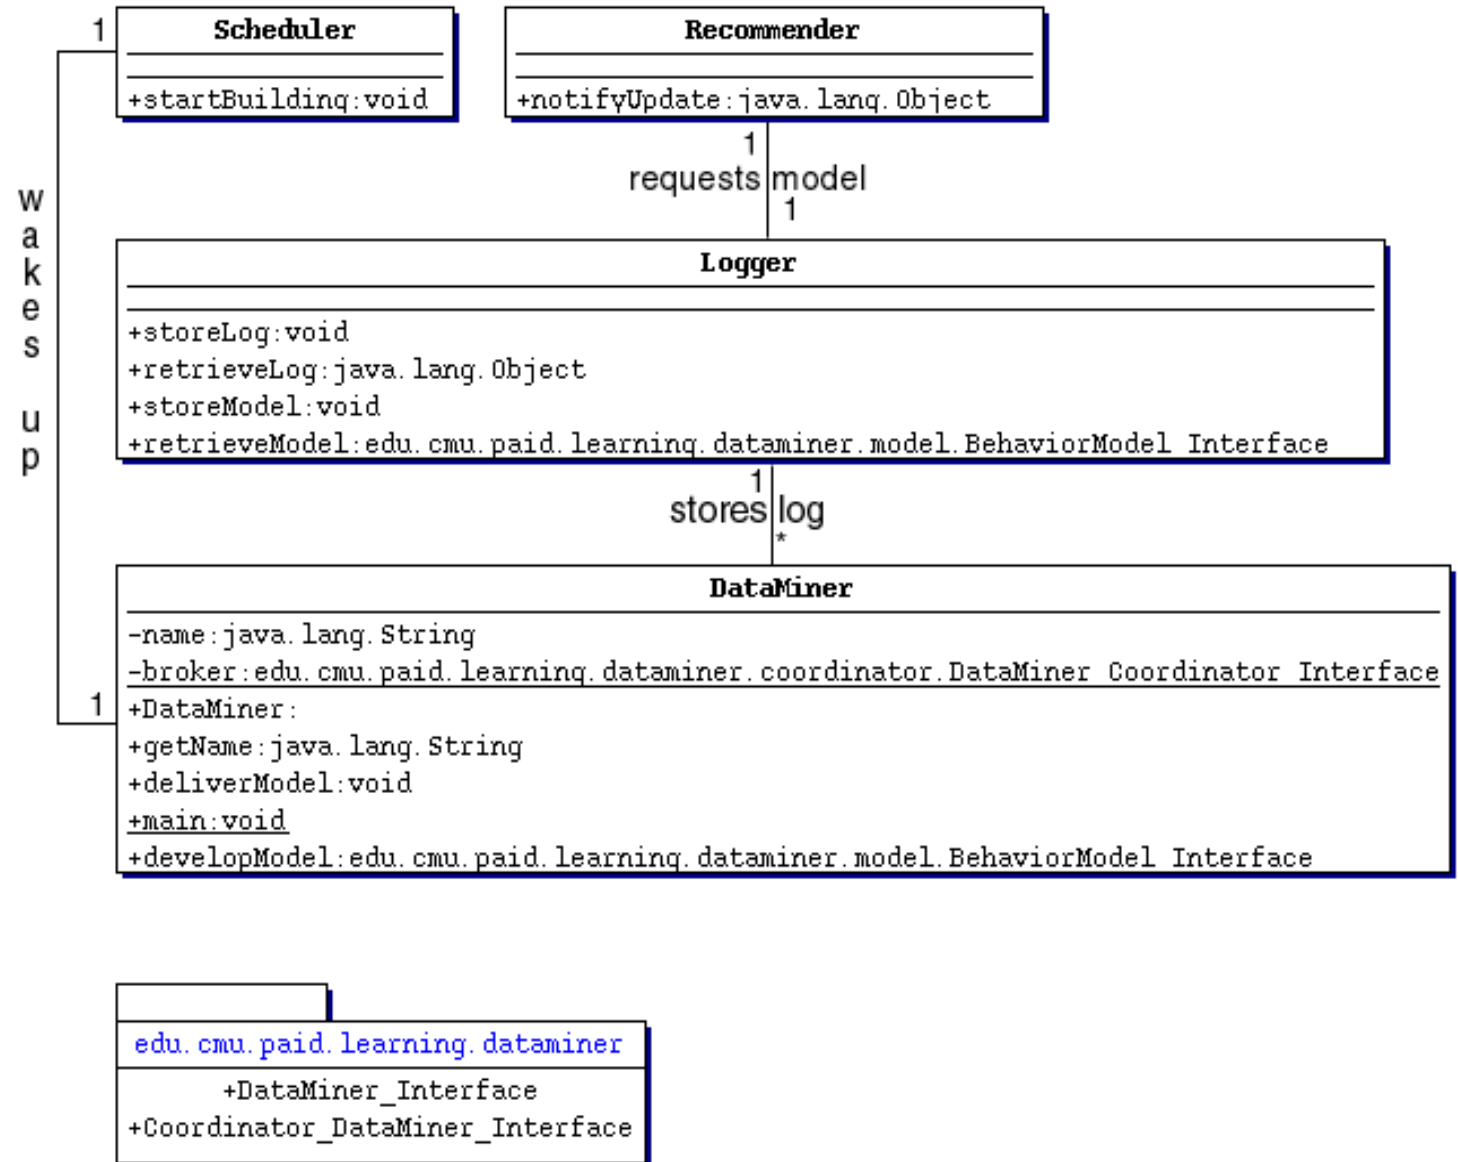 1
Scheduler
+startBuilding:void
Recommender
+notifyUpdate:java.lang.Object
1
requests model
1
wakes up
Logger
+storeLog:void
+retrieveLog:java.lang.Object
+storeModel:void
+retrieveModel:edu.cmu.paid.learning.dataminer.model.BehaviorModel_Interface
1
stores log
*
DataMiner
-name:java.lang.String
-broker:edu.cmu.paid.learning.dataminer.coordinator.DataMiner_Coordinator_Interface
1
+DataMiner:
+getName:java.lang.String
+deliverModel:void
+main:void
+developModel:edu.cmu.paid.learning.dataminer.model.BehaviorModel_Interface
edu.cmu.paid.learning.dataminer
+DataMiner_Interface
+Coordinator_DataMiner_Interface